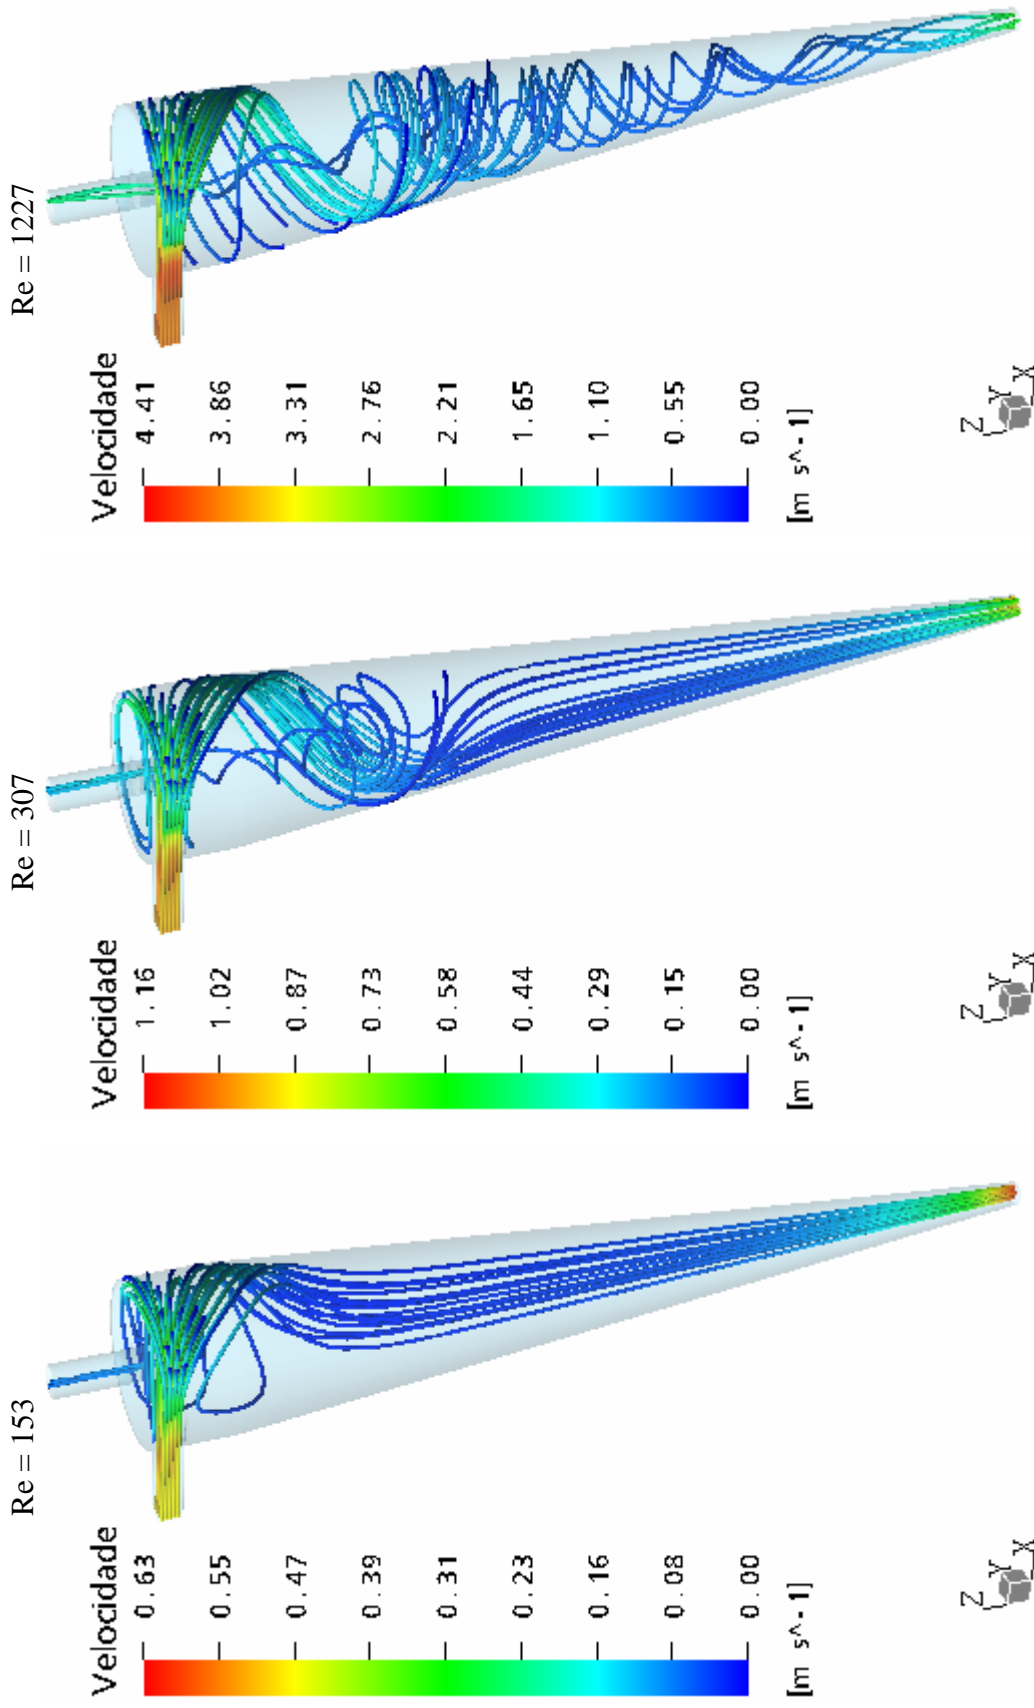 Re = 153
Velocidade
0.63
0.55
0.47
0.39
0.31
0.23
0.16
0.08
0.00
[m s^-1]
Z
Y
X
Re = 307
Velocidade
1.16
1.02
0.87
0.73
0.58
0.44
0.29
0.15
0.00
[m s^-1]
Z
Y
X
Re = 1227
Velocidade
4.41
3.86
3.31
2.76
2.21
1.65
1.10
0.55
0.00
[m s^-1]
Z
Y
X